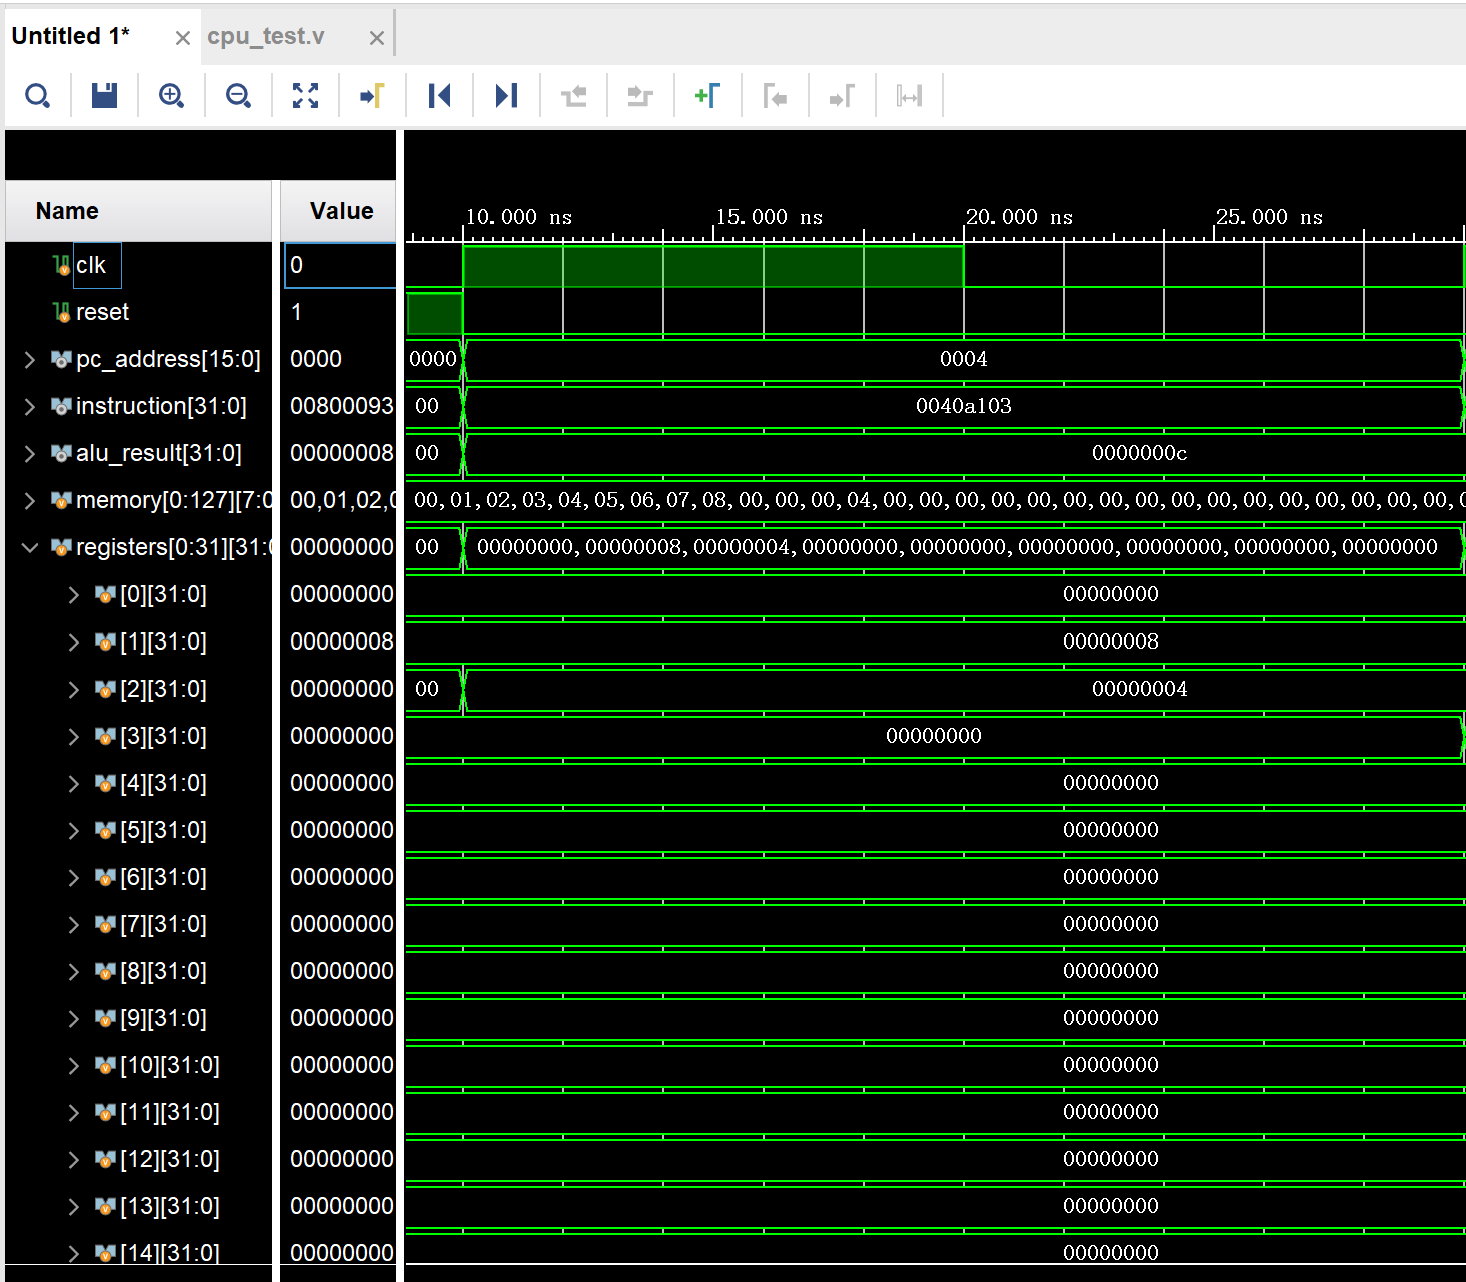 Untitled 1* cpu_test.v
Name Value 10.000 ns 15.000 ns 20.000 ns 25.000 ns
clk 0
reset 1
pc_address[15:0] 0000 0000 0004
instruction[31:0] 00800093 00 0040a103
alu_result[31:0] 00000008 00 0000000c
memory[0:127][7:0 00,01,02,0 00,01,02,03,04,05,06,07,08,00,00,00,04,00,00,00,00,00,00,00,00,00,00,00,00,0
registers[0:31][31:0 00000000 00 00000000,00000008,00000004,00000000,00000000,00000000,00000000,00000000,00000000
[0][31:0] 00000000 00000000
[1][31:0] 00000008 00000008
[2][31:0] 00000000 00 00000004
[3][31:0] 00000000 00000000
[4][31:0] 00000000 00000000
[5][31:0] 00000000 00000000
[6][31:0] 00000000 00000000
[7][31:0] 00000000 00000000
[8][31:0] 00000000 00000000
[9][31:0] 00000000 00000000
[10][31:0] 00000000 00000000
[11][31:0] 00000000 00000000
[12][31:0] 00000000 00000000
[13][31:0] 00000000 00000000
[14][31:0] 00000000 00000000